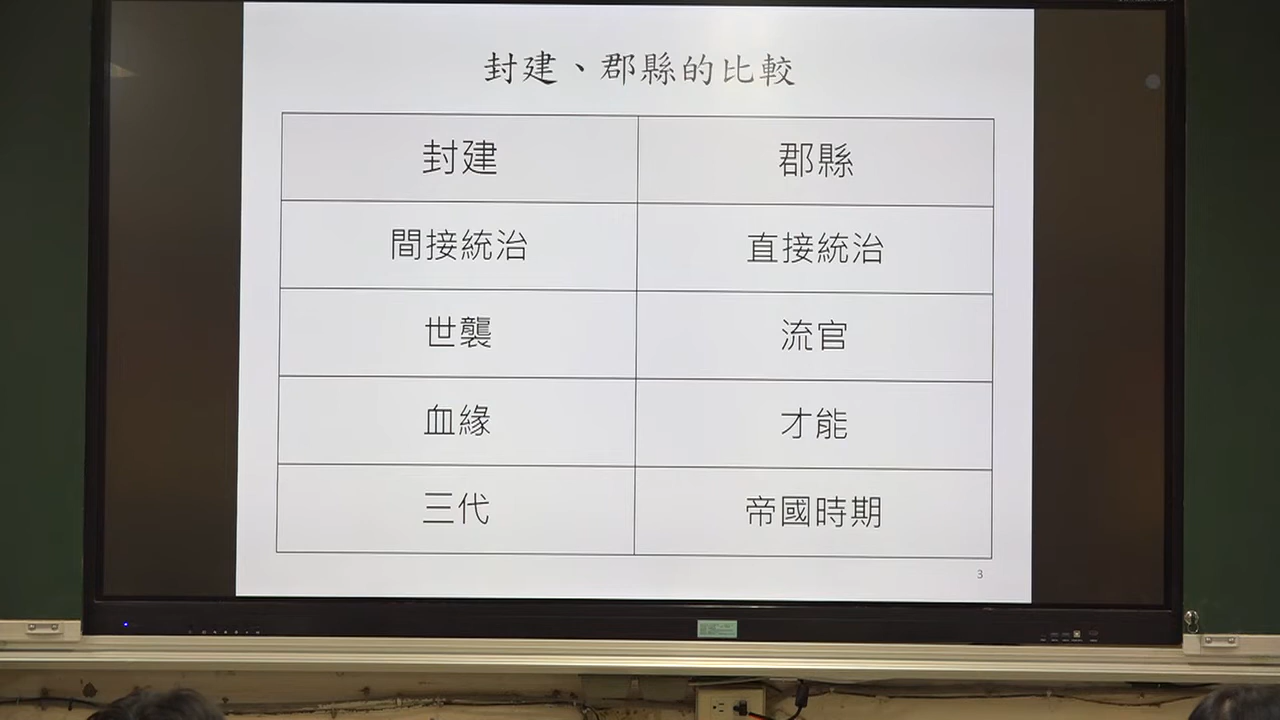 封建、郡縣的比較
封建 郡縣
間接統治 直接統治
世襲 流官
血緣 才能
三代 帝國時期
3